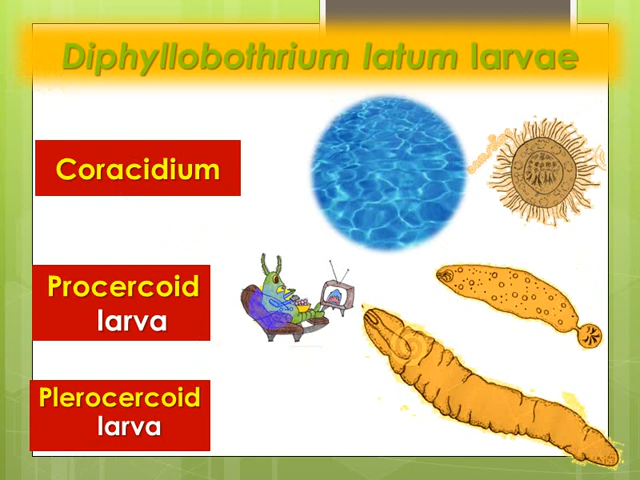 Diphyllobothrium latum larvae
Coracidium
Procercoid
larva
Plerocercoid
larva